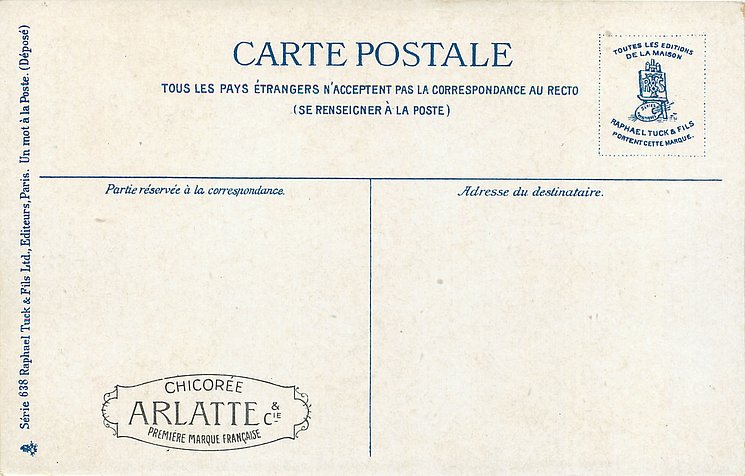 CARTE POSTALE
TOUS LES PAYS ÉTRANGERS N'ACCEPTENT PAS LA CORRESPONDANCE AU RECTO
(SE RENSEIGNER À LA POSTE)
TOUTES LES EDITIONS
DE LA MAISON
RAPHAEL TUCK & FILS
PORTENT CETTE MARQUE.
Partie réservée à la correspondance.
Adresse du destinataire.
Série 638 Raphael Tuck & Fils Ltd., Editeurs, Paris. Un mot à la Poste. (Déposé)
CHICORÉE
ARLATTE & CIE
PREMIÈRE MARQUE FRANÇAISE